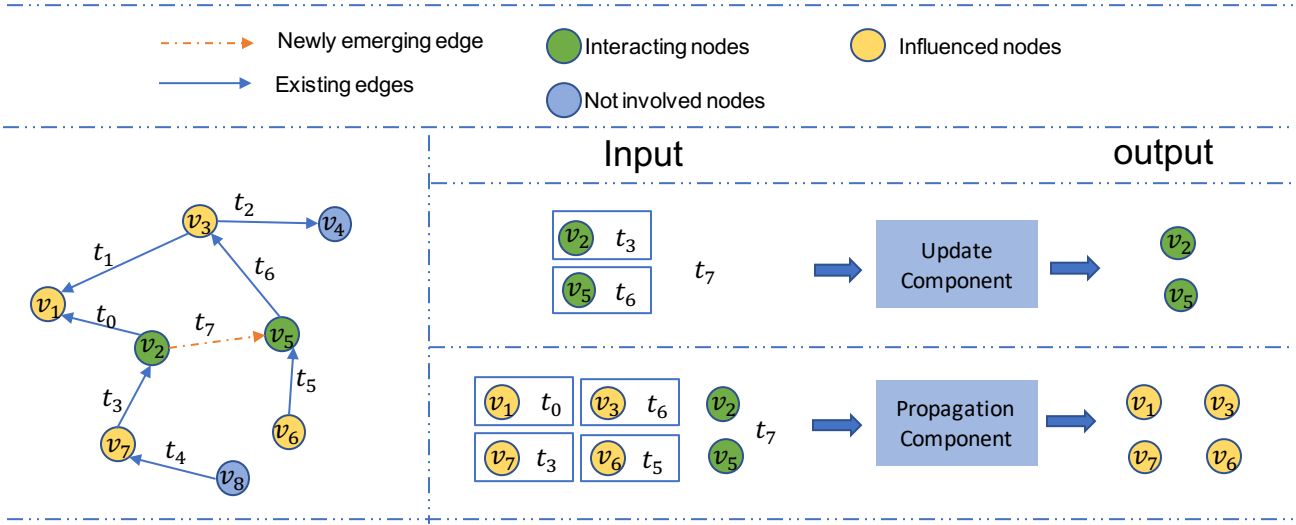 Newly emerging edge
Interacting nodes
Influenced nodes
Existing edges
Not involved nodes
Input
output
t₂
v₃
v₄
t₁
t₆
v₁
t₀
t₇
v₂
v₅
t₃
t₅
v₇
v₆
t₄
v₈
v₂ t₃
v₅ t₆
t₇
Update
Component
v₂
v₅
v₁ t₀
v₃ t₆
v₇ t₃
v₆ t₅
v₂
v₅
t₇
Propagation
Component
v₁ v₃
v₇ v₆